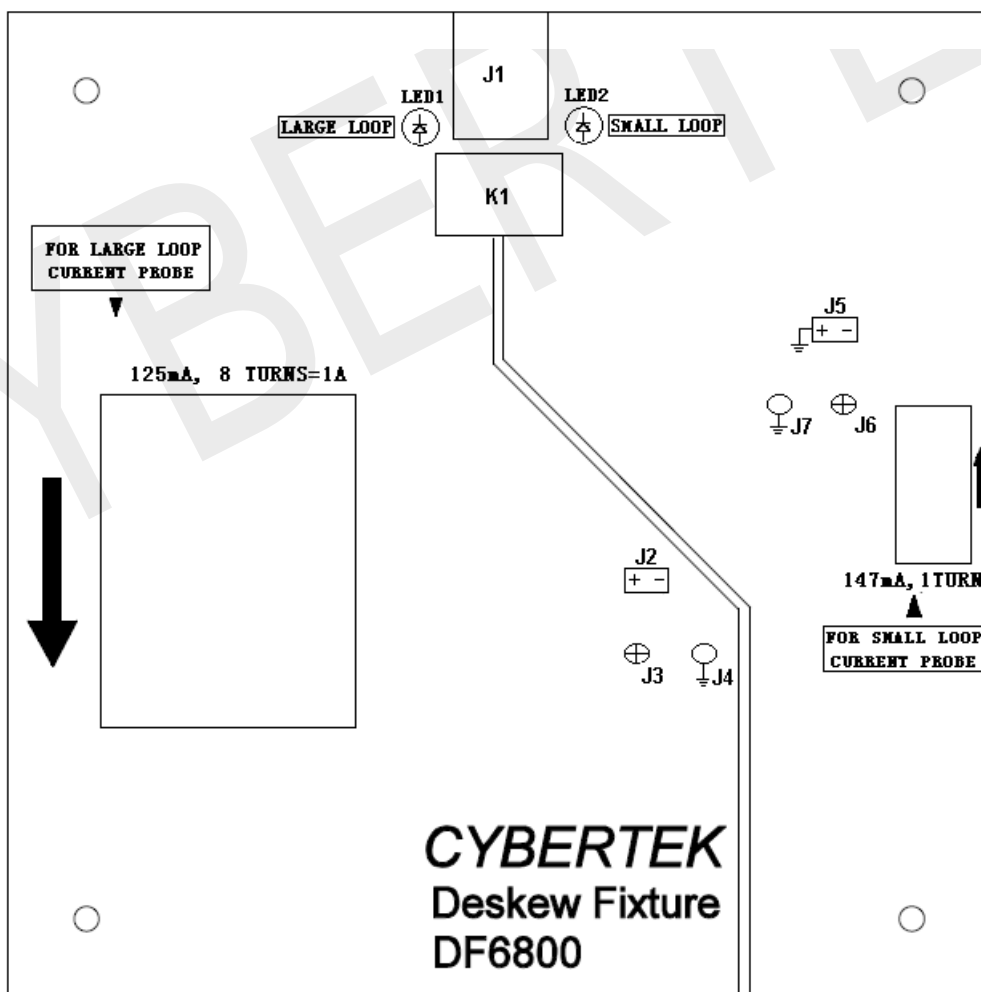 J1
LED1
LED2
LARGE LOOP
SMALL LOOP
K1
FOR LARGE LOOP
CURRENT PROBE
J5
+ -
125mA, 8 TURNS=1A
J7
J6
J2
+ -
147mA, 1TURN
FOR SMALL LOOP
CURRENT PROBE
J3
J4
CYBERTEK
Deskew Fixture
DF6800
YBERTE